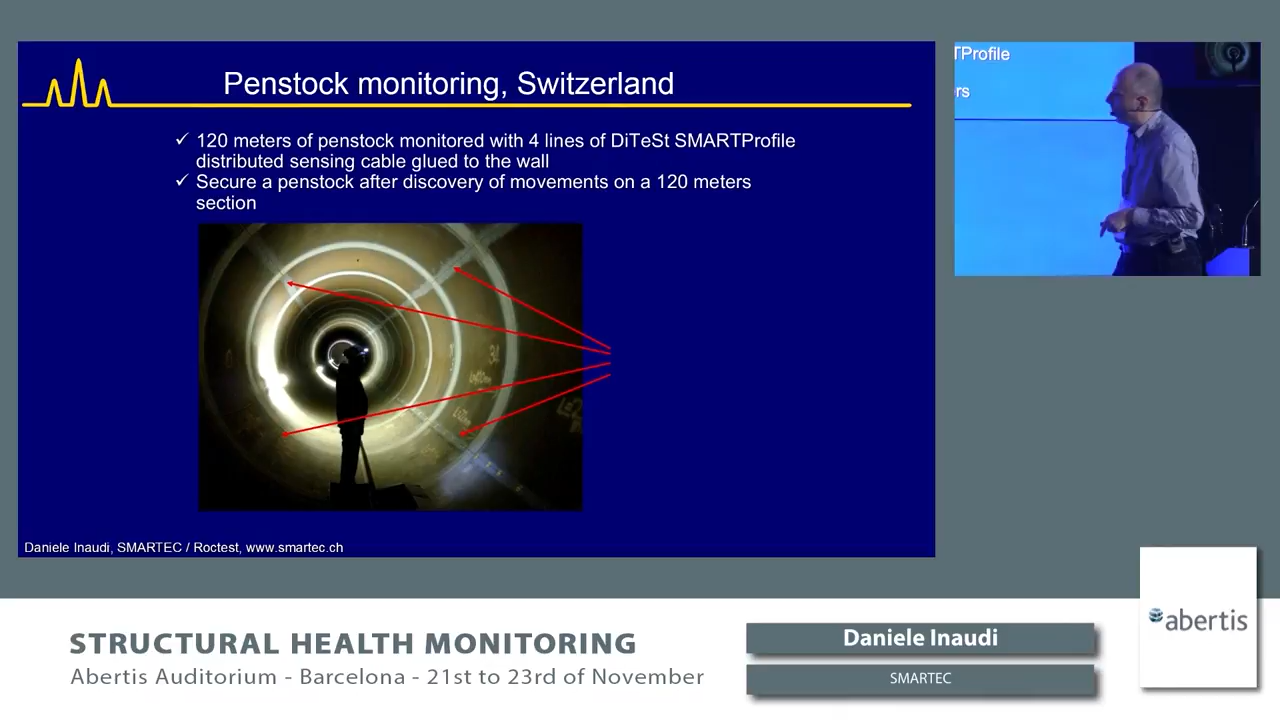 Penstock monitoring, Switzerland
✓ 120 meters of penstock monitored with 4 lines of DiTeSt SMARTProfile
distributed sensing cable glued to the wall
✓ Secure a penstock after discovery of movements on a 120 meters
section
34
Daniele Inaudi, SMARTEC / Roctest, www.smartec.ch
TProfile
rs
STRUCTURAL HEALTH MONITORING
Abertis Auditorium - Barcelona - 21st to 23rd of November
Daniele Inaudi
SMARTEC
abertis